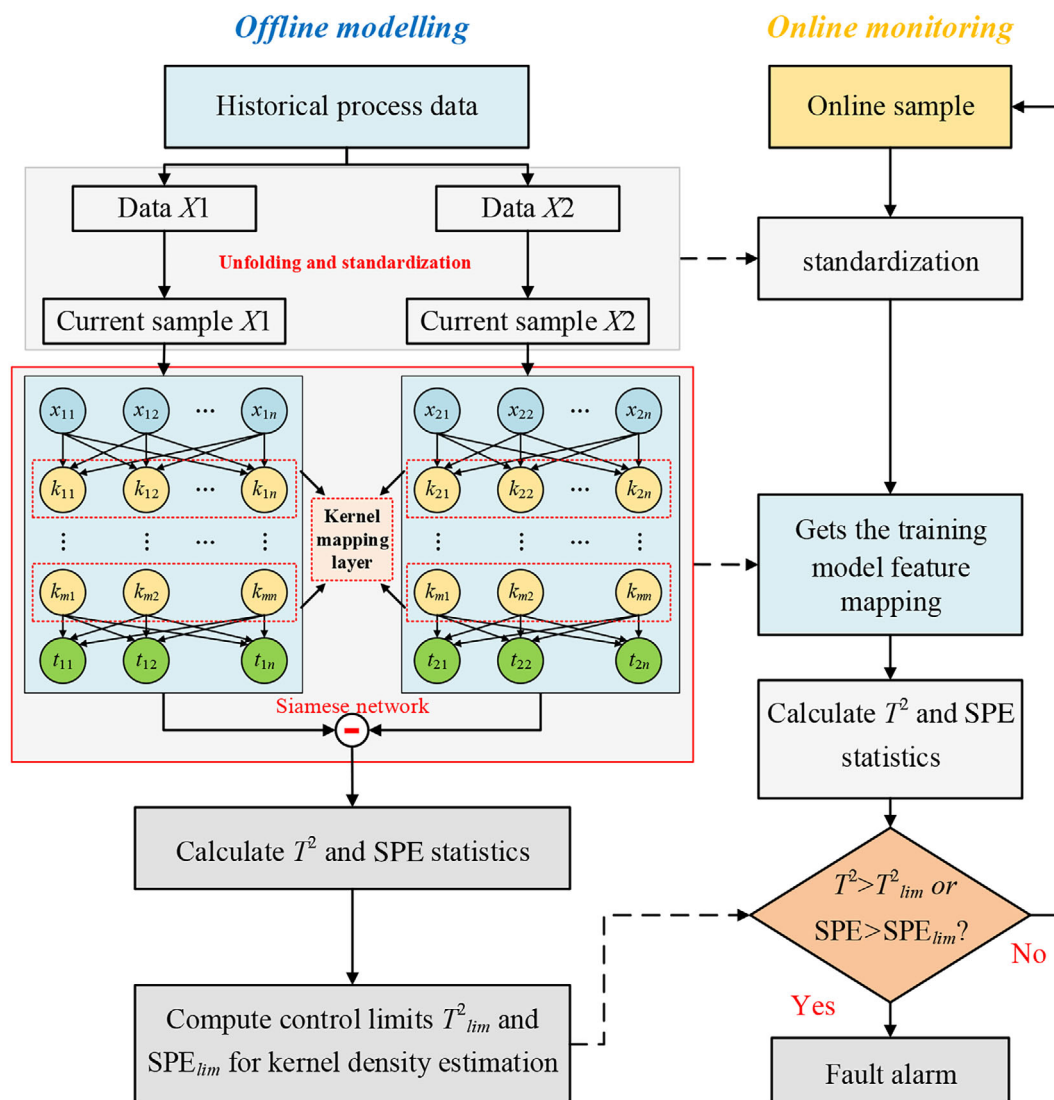 Offline modelling
Historical process data
Data X1
Data X2
Unfolding and standardization
Current sample X1
Current sample X2
x₁₁ x₁₂ ... x₁ₙ
x₂₁ x₂₂ ... x₂ₙ
k₁₁ k₁₂ ... k₁ₙ
k₂₁ k₂₂ ... k₂ₙ
Kernel
mapping
layer
⋮ ⋮ ... ⋮
⋮ ⋮ ... ⋮
kₘ₁ kₘ₂ kₘₙ
kₘ₁ kₘ₂ kₘₙ
t₁₁ t₁₂ t₁ₙ
t₂₁ t₂₂ t₂ₙ
Siamese network
-
Calculate T² and SPE statistics
Compute control limits T²lim and
SPElim for kernel density estimation
Online monitoring
Online sample
standardization
Gets the training
model feature
mapping
Calculate T² and SPE
statistics
T²>T²lim or
SPE>SPElim?
No
Yes
Fault alarm